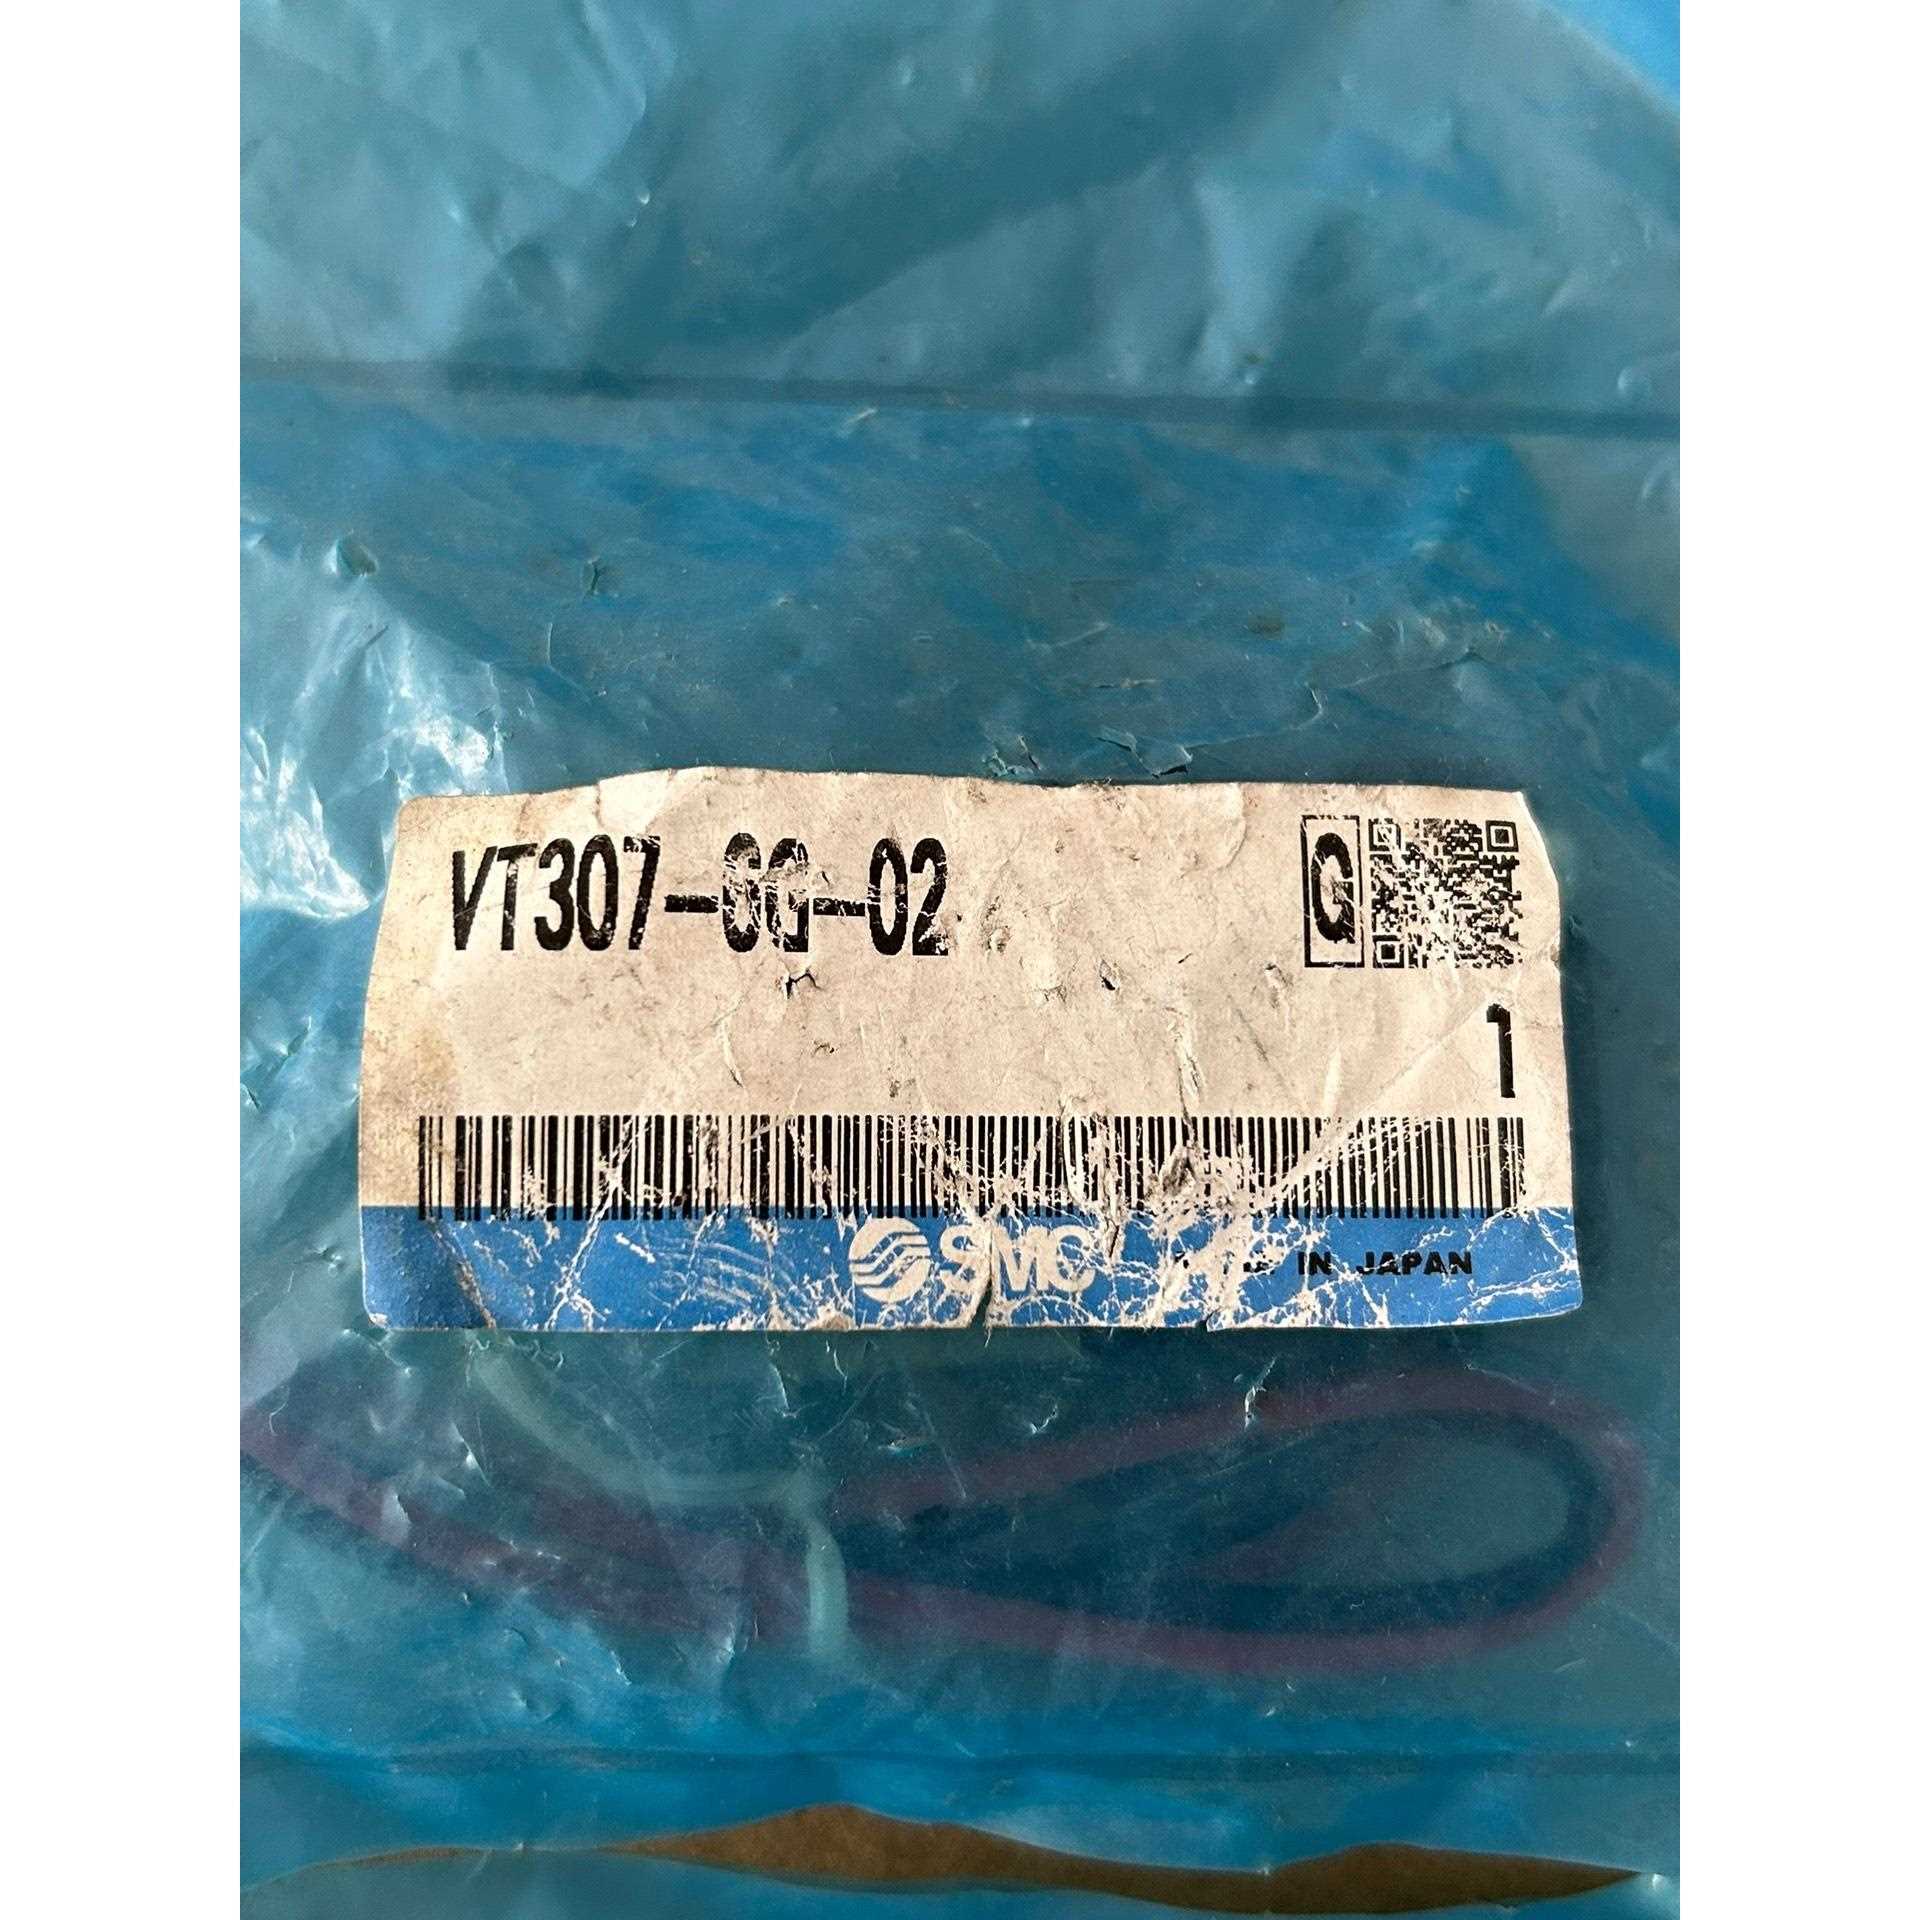 VT307-6G-02
G
1
SMC IN JAPAN